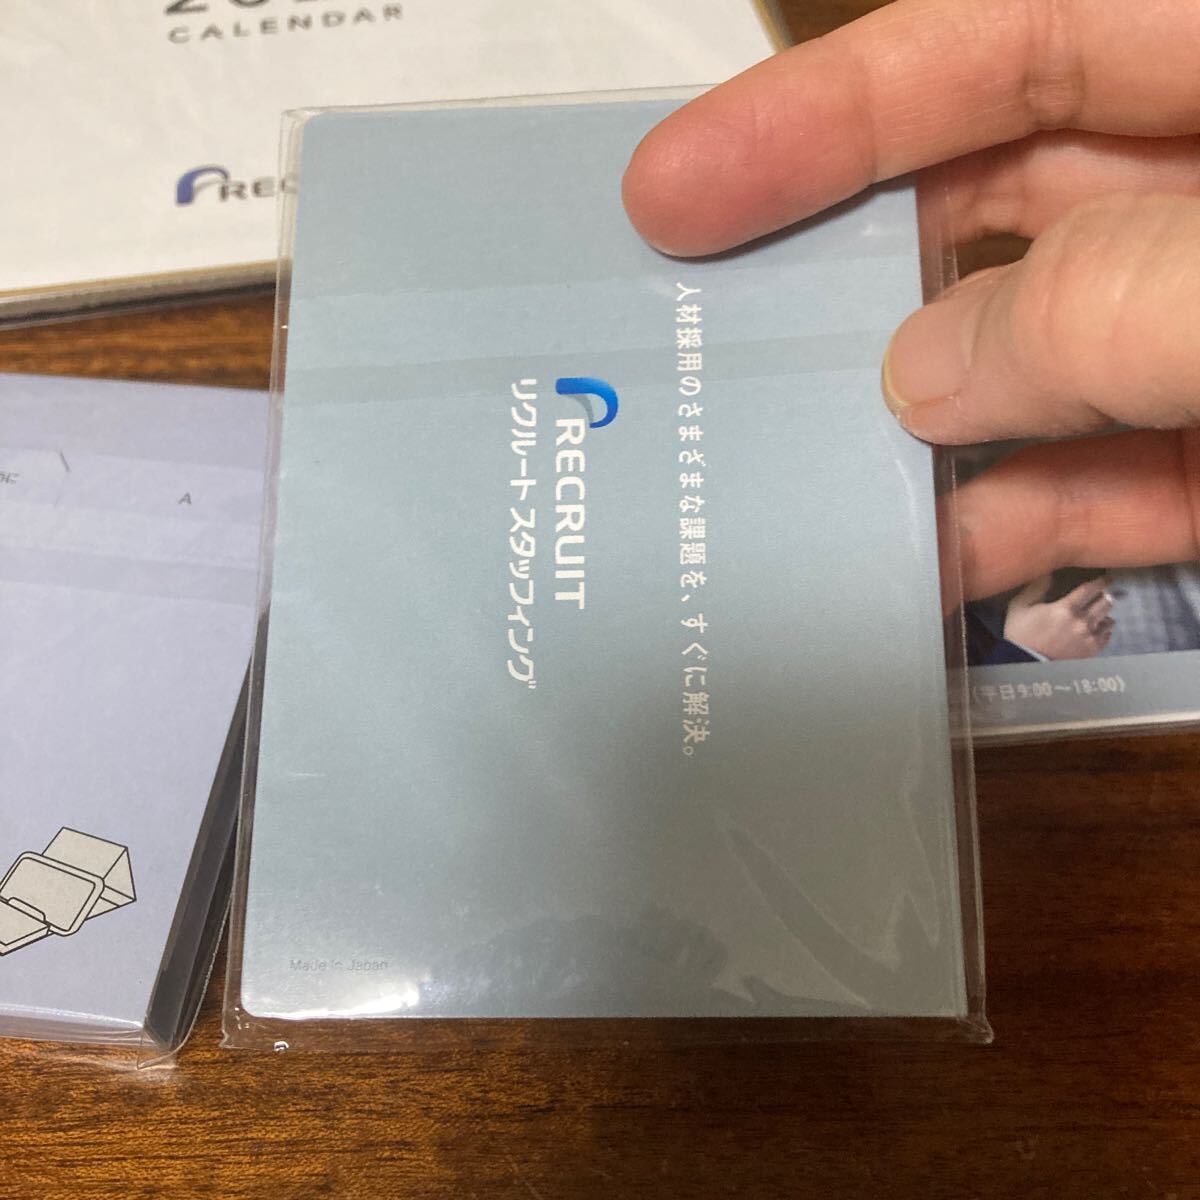 CALENDAR
REC
A
人材採用のさまざまな課題を、すぐに解決。
RECRUIT
リクルートスタッフィング
(平日9:00〜18:00)
Made in Japan